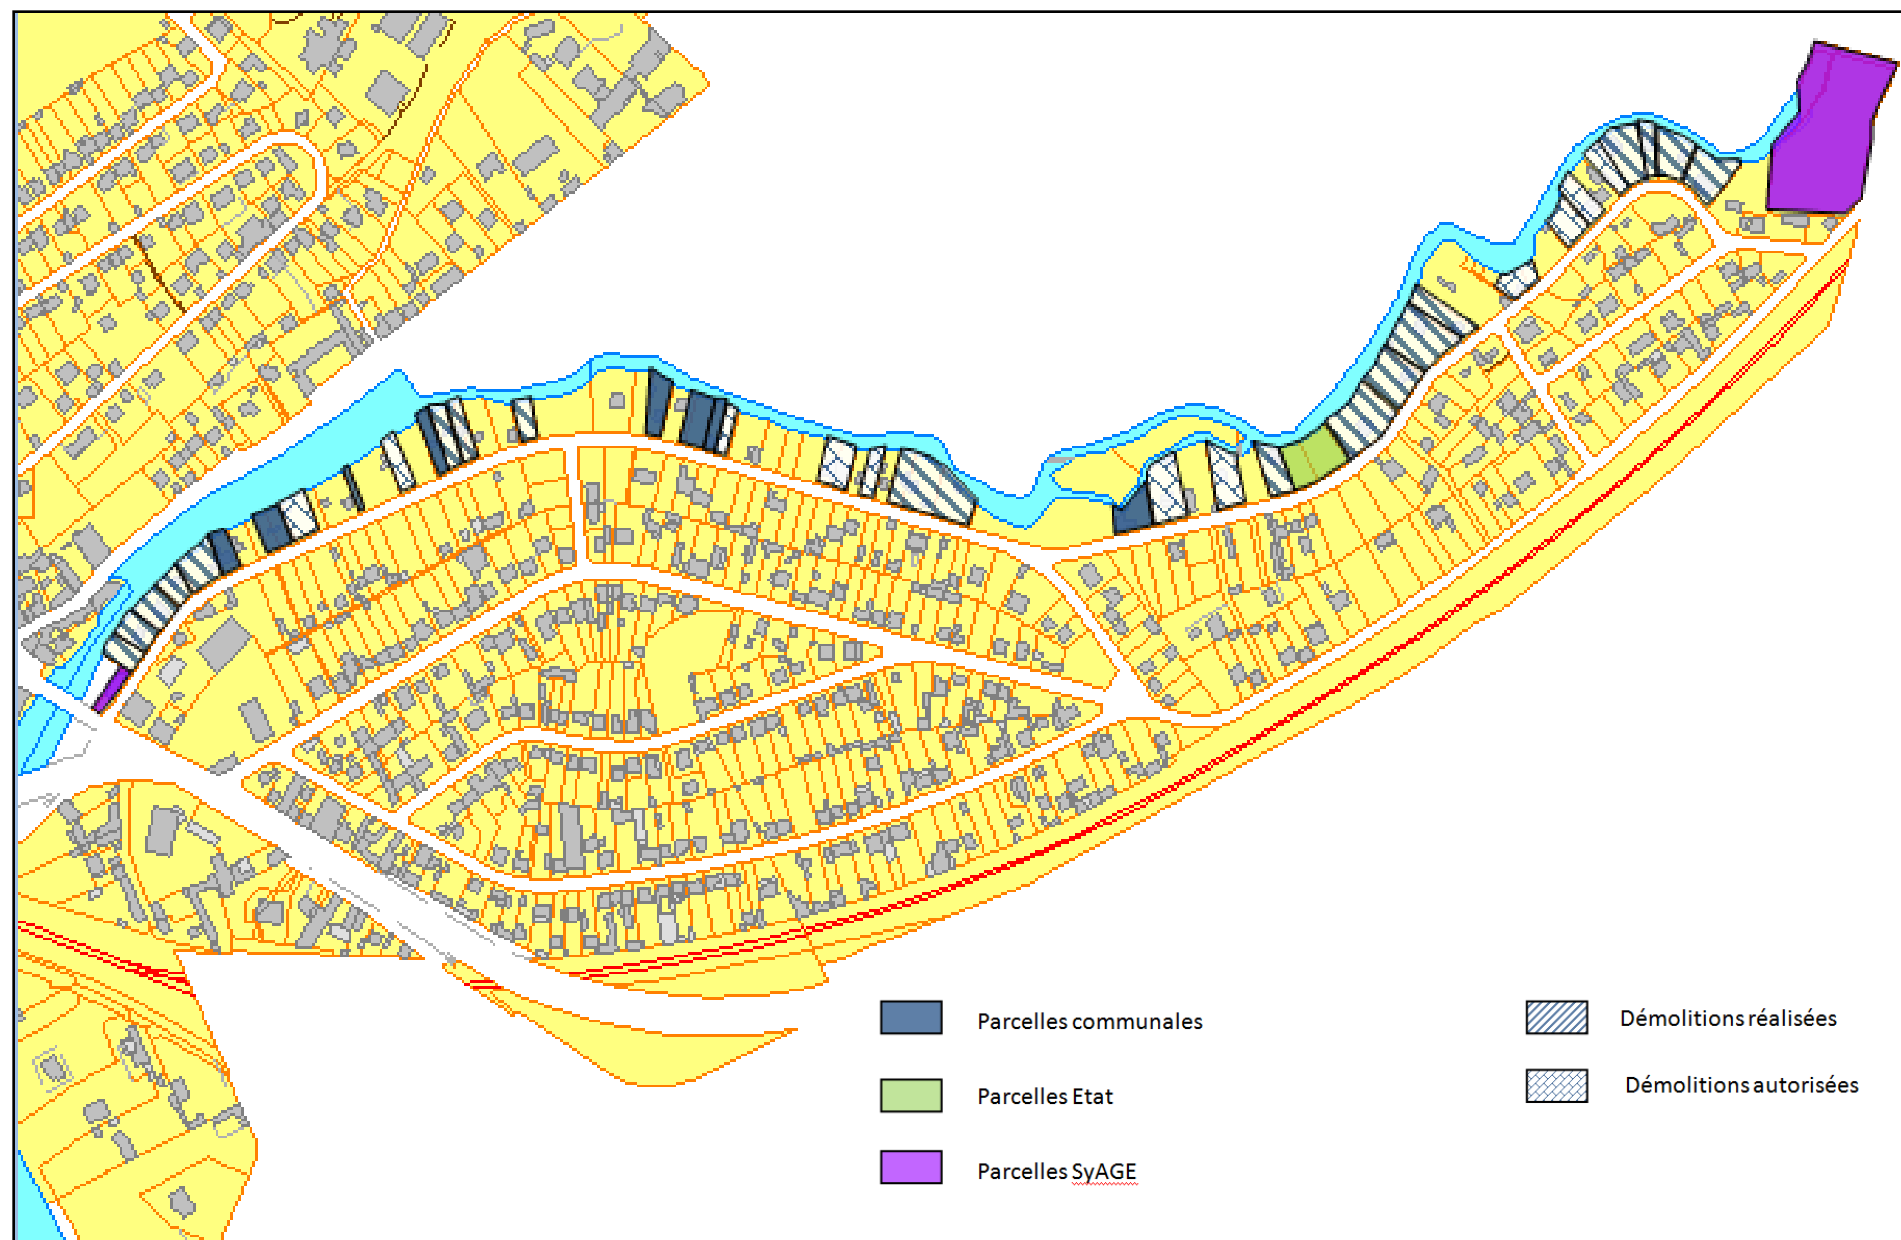 Parcelles communales
Parcelles Etat
Parcelles SyAGE
Démolitions réalisées
Démolitions autorisées